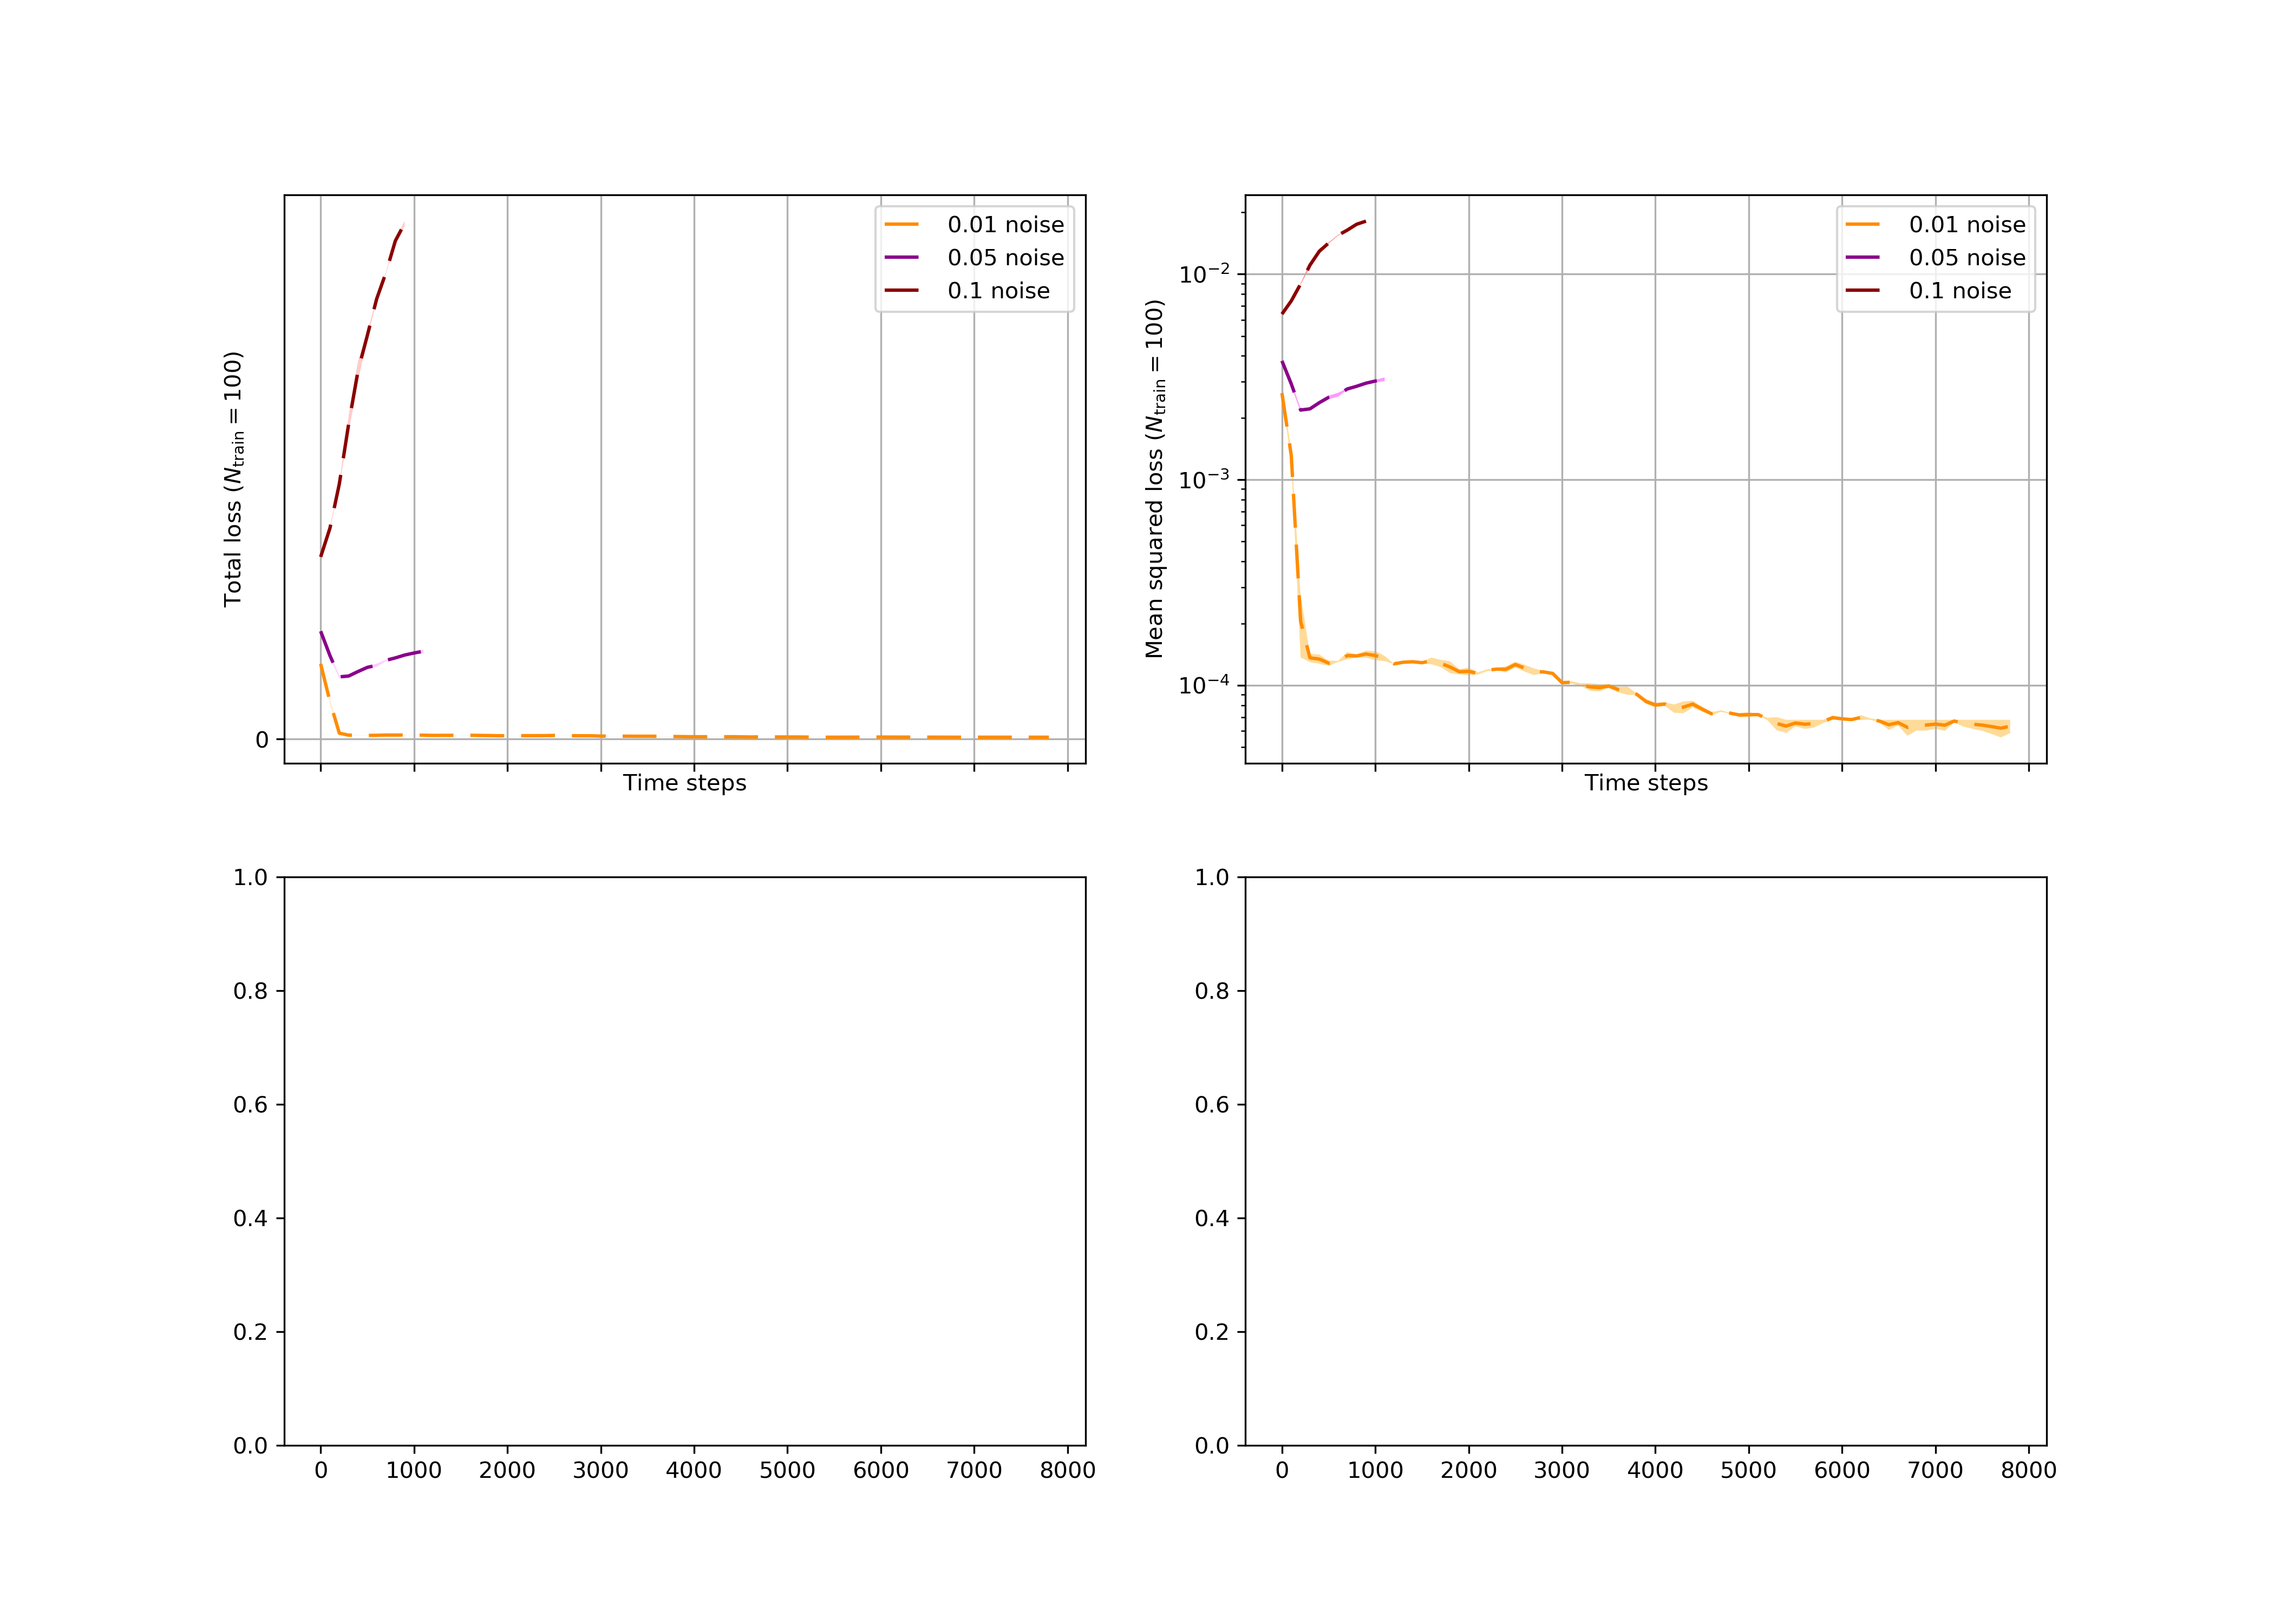 0.01 noise
0.05 noise
0.1 noise
Total loss (N_train = 100)
0
Time steps
0.01 noise
0.05 noise
0.1 noise
Mean squared loss (N_train = 100)
10^-2
10^-3
10^-4
Time steps
1.0
0.8
0.6
0.4
0.2
0.0
0 1000 2000 3000 4000 5000 6000 7000 8000
1.0
0.8
0.6
0.4
0.2
0.0
0 1000 2000 3000 4000 5000 6000 7000 8000